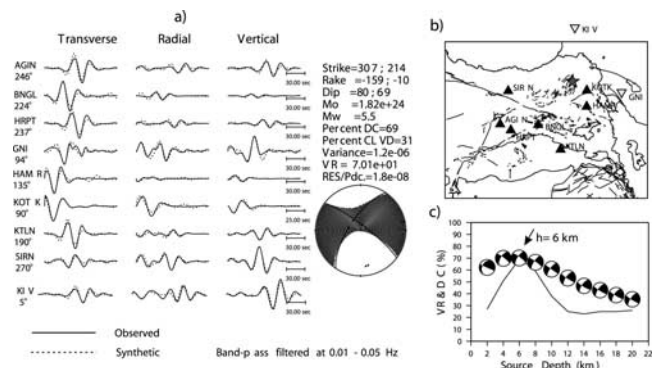 a)
Transverse Radial Vertical
AGIN
246°
30.00 sec
BNGL
224°
30.00 sec
HRPT
237°
30.00 sec
GNI
94°
30.00 sec
HAM R
135°
30.00 sec
KOT K
90°
25.00 sec
KTLN
190°
30.00 sec
SIRN
270°
30.00 sec
KI V
5°
30.00 sec
Observed
Synthetic
Band-p ass filtered at 0.01 - 0.05 Hz
Strike=307 ; 214
Rake=-159; -10
Dip =80 ; 69
Mo =1.82e+24
Mw =5.5
Percent DC=69
Percent CL VD=31
Variance=1.2e-06
V R = 7.01e+01
RES/Pdc.=1.8e-08
b)
KI V
SIR N
KOTK
GNI
HAMR
AGI N
BNGL
KTLN
c)
h= 6 km
VR & D C (%)
100
90
80
70
60
50
40
30
20
10
0
0 2 4 6 8 10 12 14 16 18 20 22
Source Depth (km)